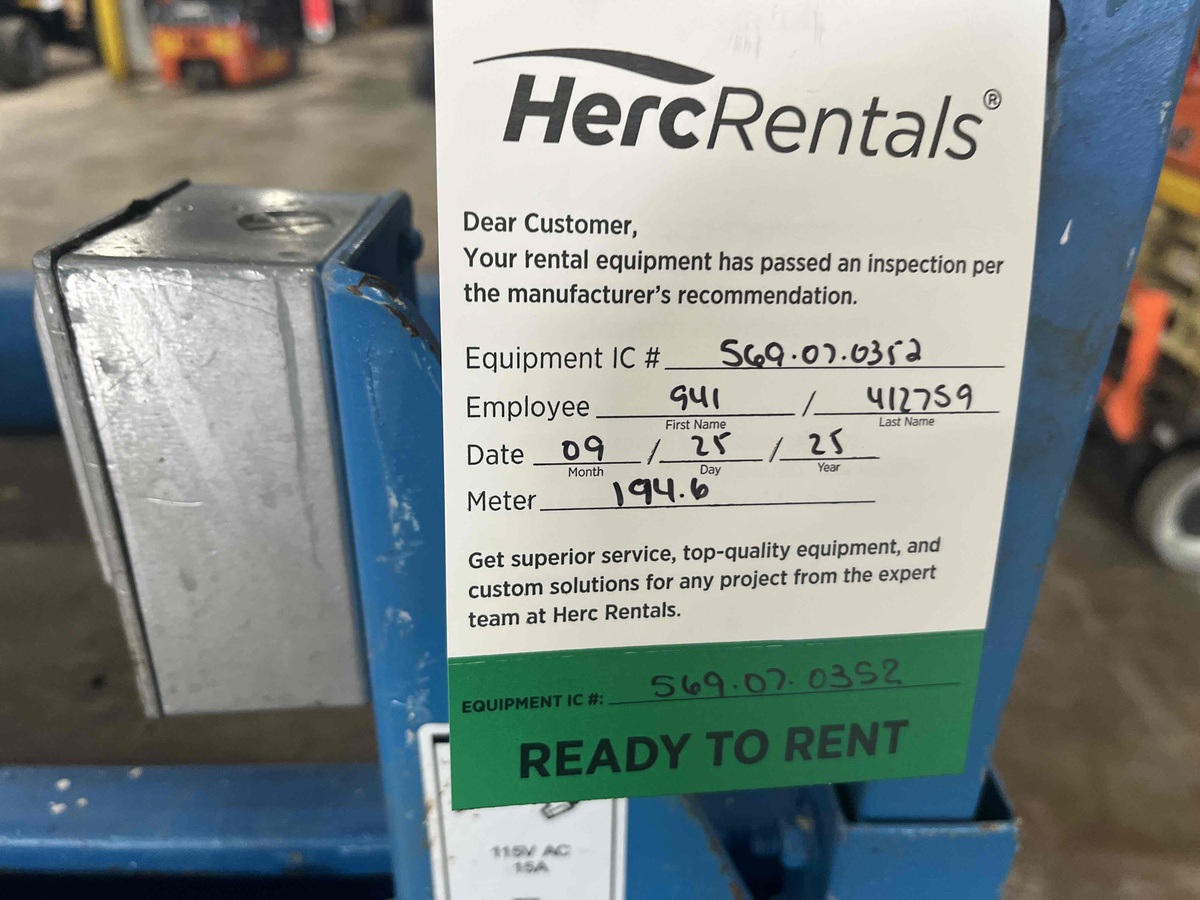 HercRentals®
Dear Customer,
Your rental equipment has passed an inspection per
the manufacturer's recommendation.
Equipment IC # 569.07.0352
Employee 941 / 412759
First Name Last Name
Date 09 / 25 / 25
Month Day Year
Meter 194.6
Get superior service, top-quality equipment, and
custom solutions for any project from the expert
team at Herc Rentals.
EQUIPMENT IC #: 569.07.0352
READY TO RENT
115V AC
15A